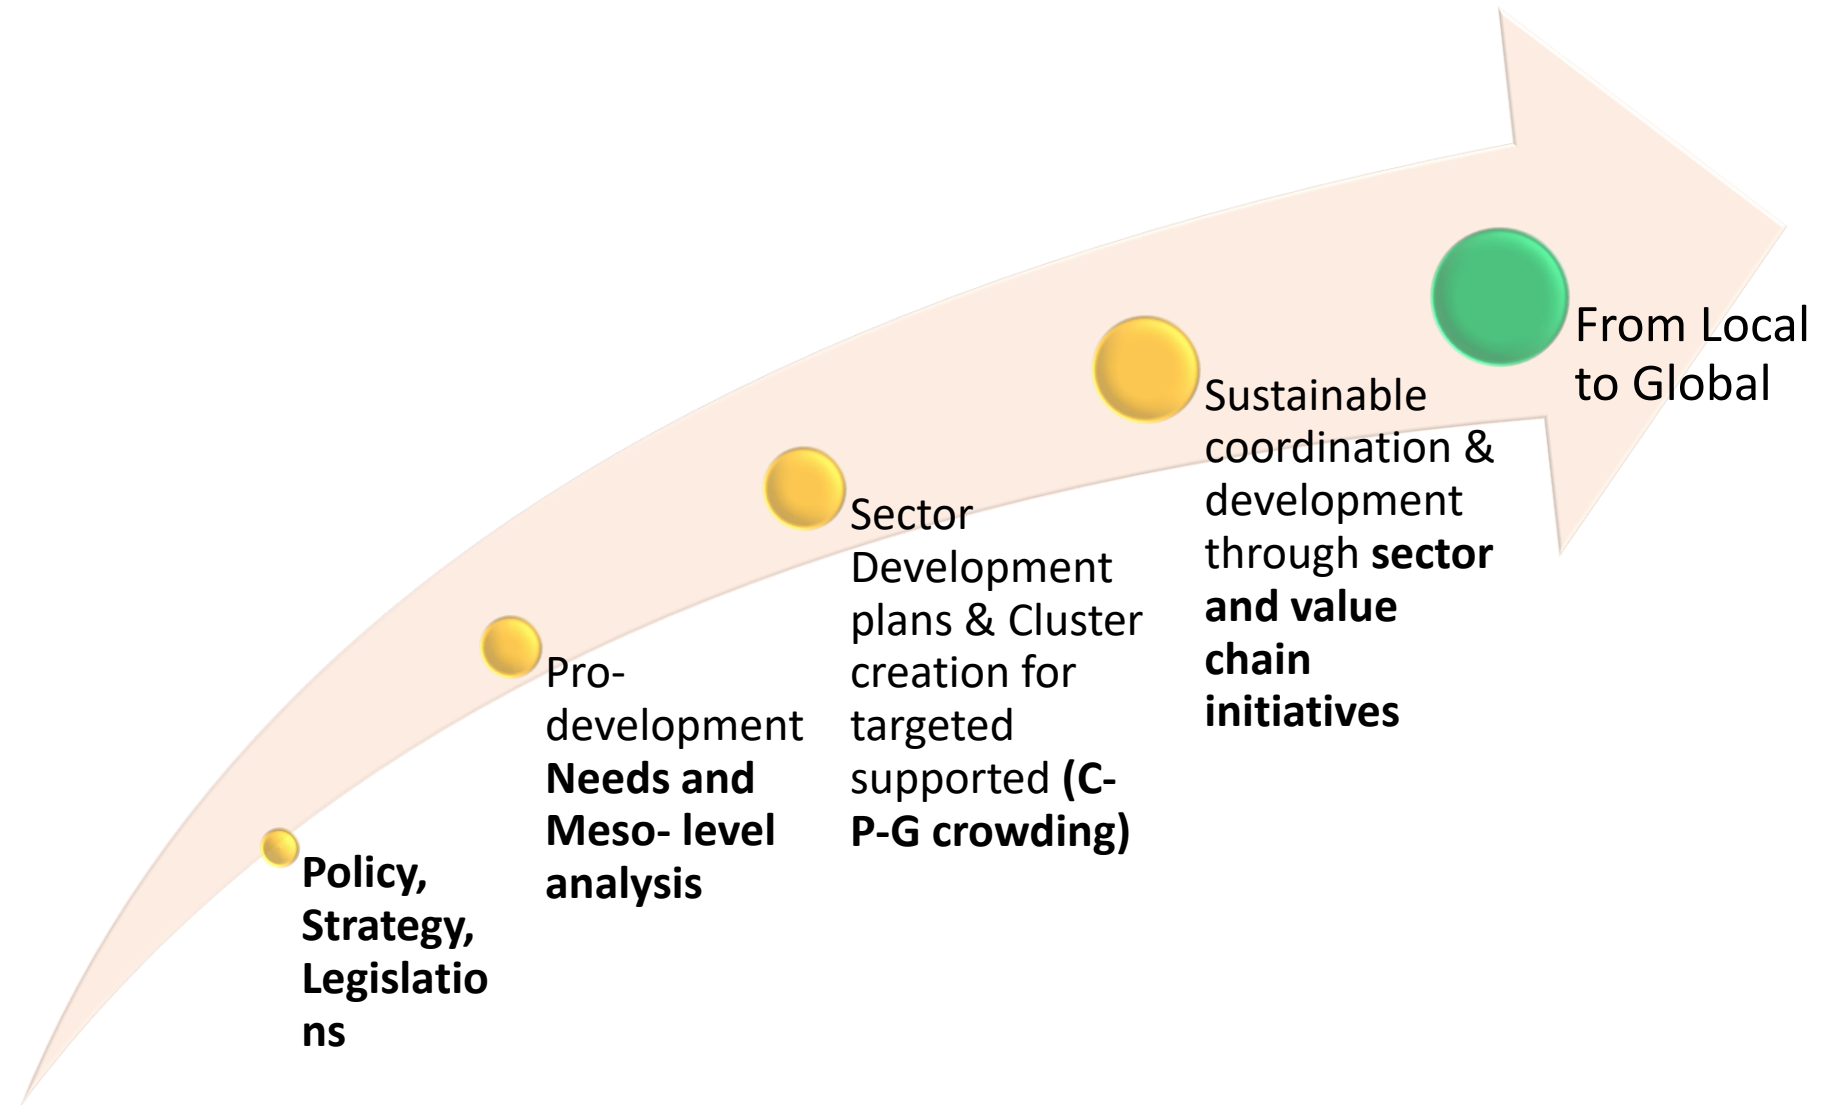 Policy,
Strategy,
Legislatio
ns
Pro-
development
Needs and
Meso- level
analysis
Sector
Development
plans & Cluster
creation for
targeted
supported (C-
P-G crowding)
Sustainable
coordination &
development
through sector
and value
chain
initiatives
From Local
to Global